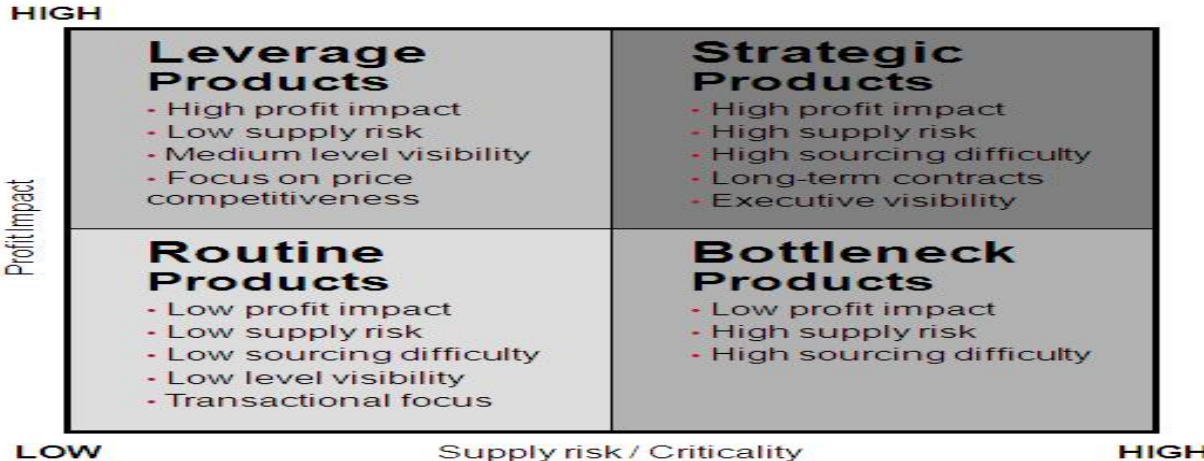 HIGH
Leverage
Products
- High profit impact
- Low supply risk
- Medium level visibility
- Focus on price
competitiveness
Strategic
Products
- High profit impact
- High supply risk
- High sourcing difficulty
- Long-term contracts
- Executive visibility
Profit Impact
Routine
Products
- Low profit impact
- Low supply risk
- Low sourcing difficulty
- Low level visibility
- Transactional focus
Bottleneck
Products
- Low profit impact
- High supply risk
- High sourcing difficulty
LOW
Supply risk / Criticality
HIGH